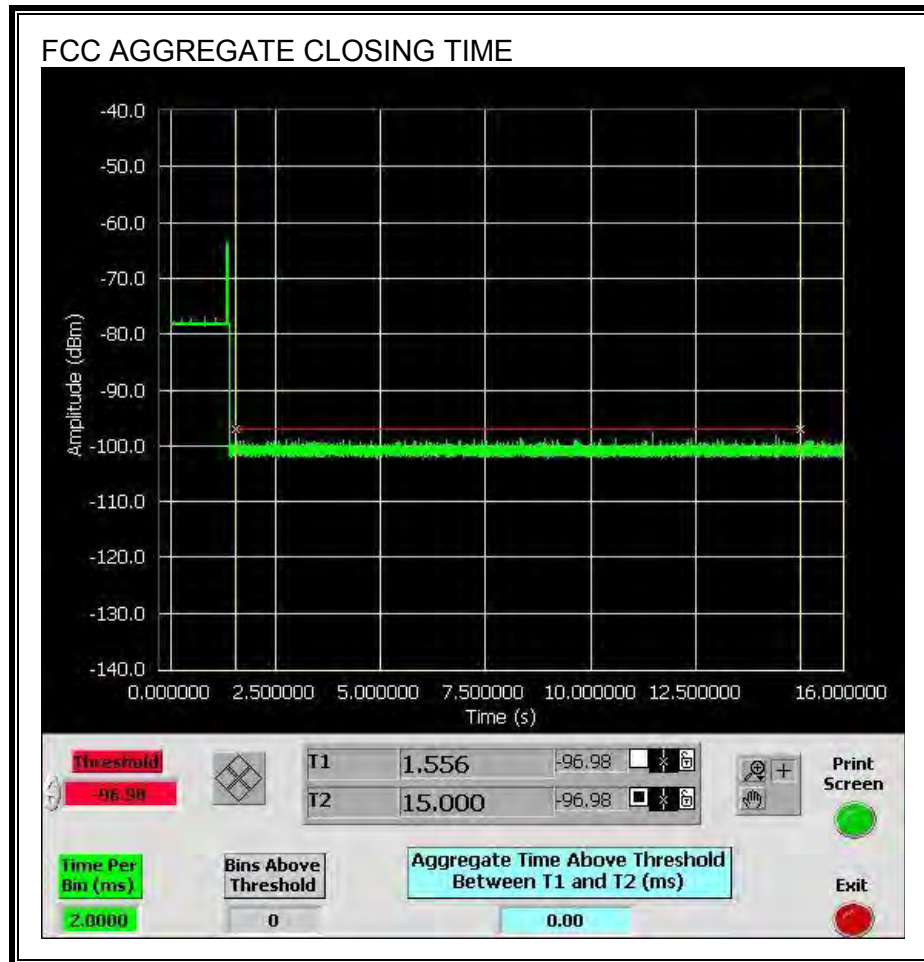 FCC AGGREGATE CLOSING TIME
-40.0
-50.0
-60.0
-70.0
-80.0
-90.0
-100.0
-110.0
-120.0
-130.0
-140.0
Amplitude (dBm)
0.000000 2.500000 5.000000 7.500000 10.000000 12.500000 16.000000
Time (s)
Threshold
-96.98
T1 1.556 -96.98
T2 15.000 -96.98
Print Screen
Time Per Bin (ms)
2.0000
Bins Above Threshold
0
Aggregate Time Above Threshold Between T1 and T2 (ms)
0.00
Exit